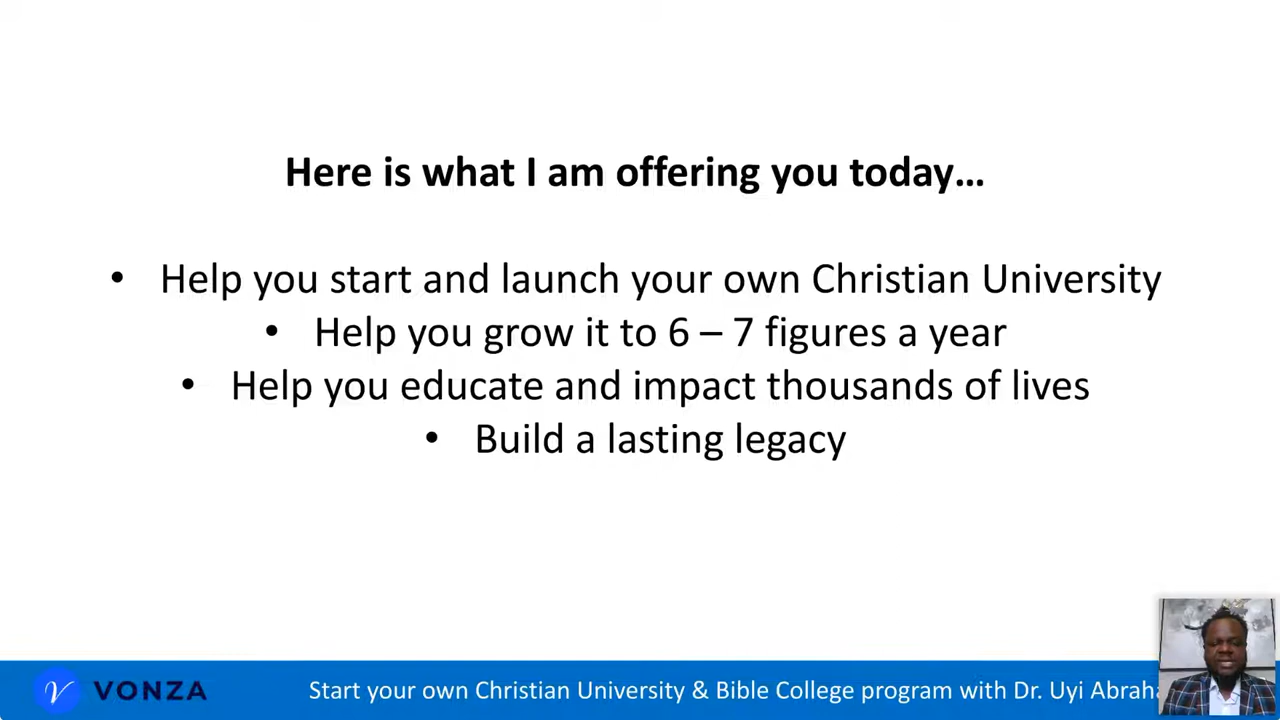 Here is what I am offering you today…
• Help you start and launch your own Christian University
• Help you grow it to 6 – 7 figures a year
• Help you educate and impact thousands of lives
• Build a lasting legacy
VONZA
Start your own Christian University & Bible College program with Dr. Uyi Abraha